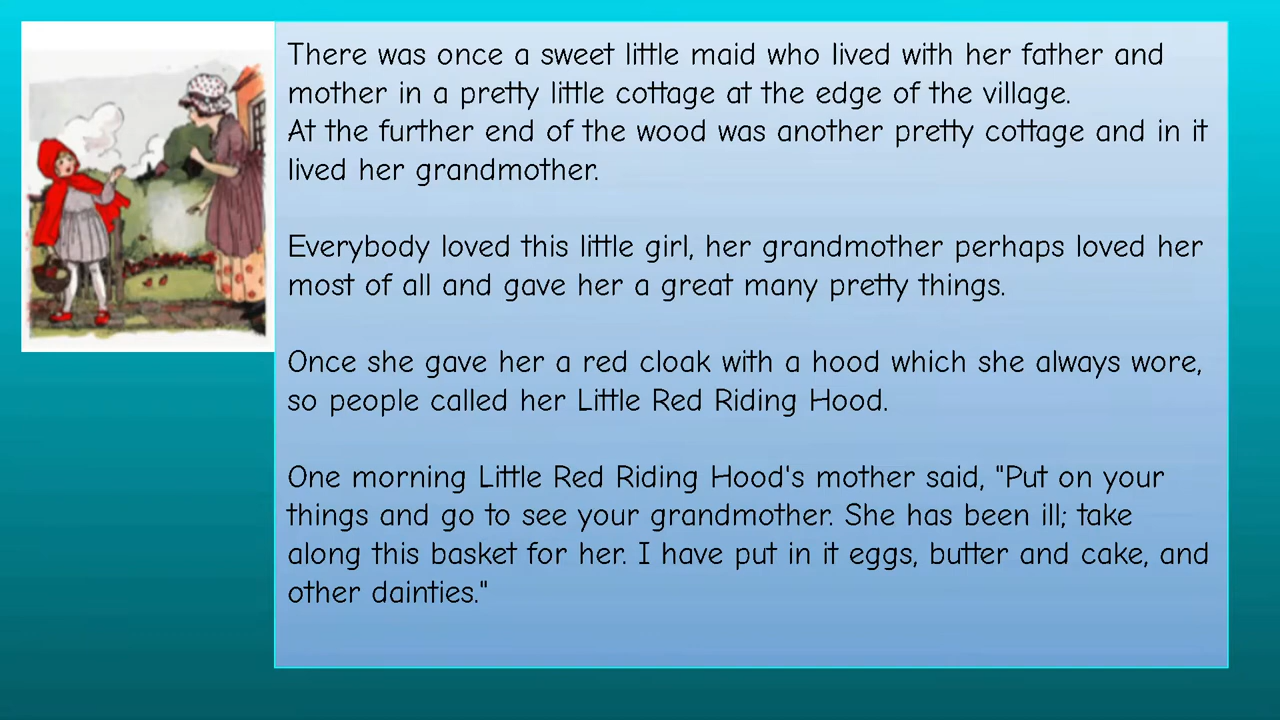 There was once a sweet little maid who lived with her father and
mother in a pretty little cottage at the edge of the village.
At the further end of the wood was another pretty cottage and in it
lived her grandmother.
Everybody loved this little girl, her grandmother perhaps loved her
most of all and gave her a great many pretty things.
Once she gave her a red cloak with a hood which she always wore,
so people called her Little Red Riding Hood.
One morning Little Red Riding Hood's mother said, "Put on your
things and go to see your grandmother. She has been ill; take
along this basket for her. I have put in it eggs, butter and cake, and
other dainties."